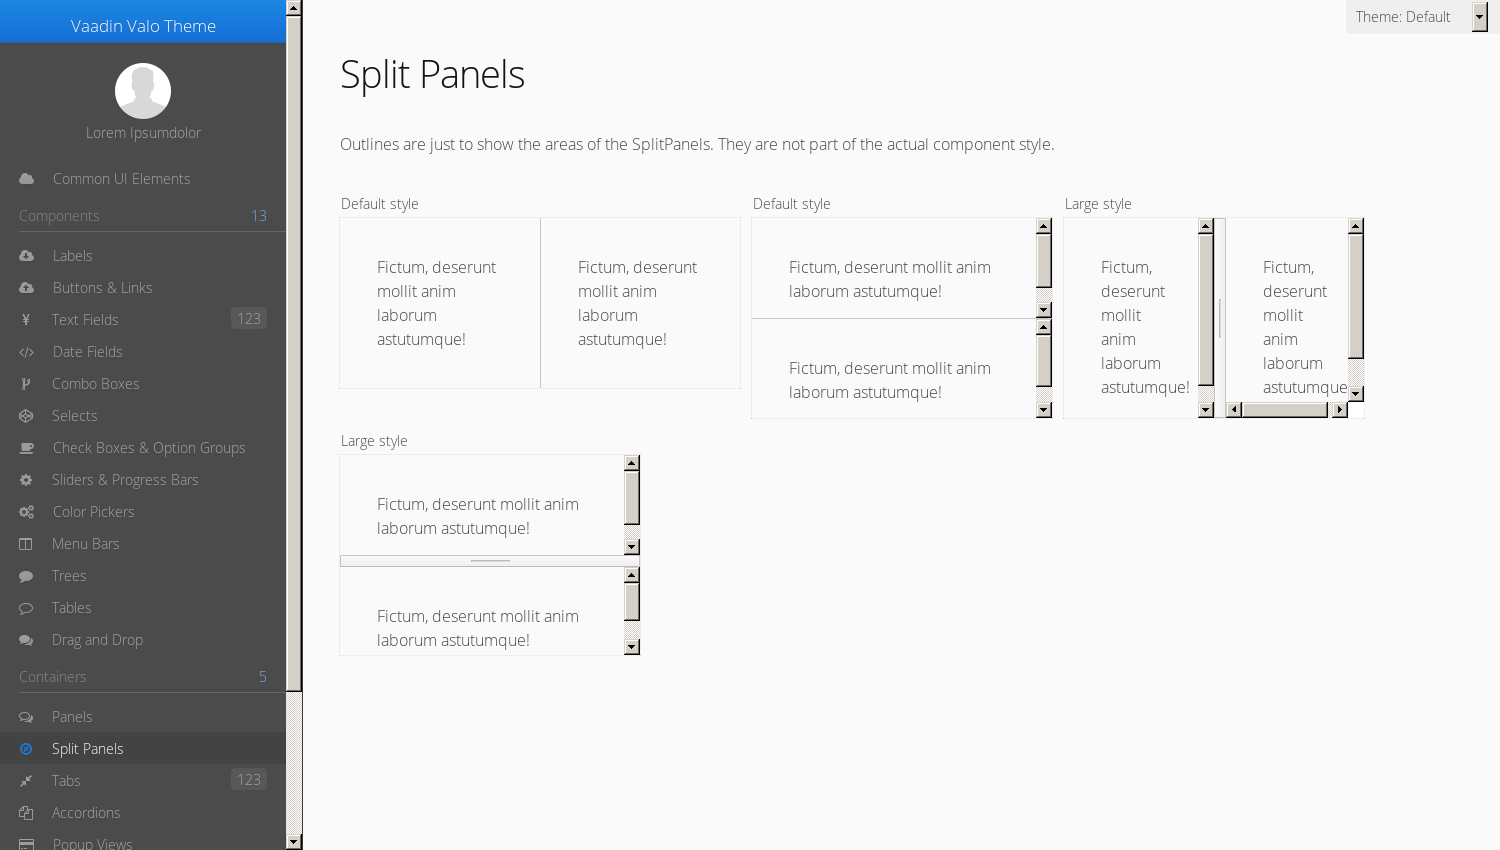 Vaadin Valo Theme
Lorem Ipsumdolor
Common UI Elements
Components 13
Labels
Buttons & Links
Text Fields 123
Date Fields
Combo Boxes
Selects
Check Boxes & Option Groups
Sliders & Progress Bars
Color Pickers
Menu Bars
Trees
Tables
Drag and Drop
Containers 5
Panels
Split Panels
Tabs 123
Accordions
Popup Views
Theme: Default
Split Panels
Outlines are just to show the areas of the SplitPanels. They are not part of the actual component style.
Default style
Fictum, deserunt
mollit anim
laborum
astutumque!
Fictum, deserunt
mollit anim
laborum
astutumque!
Default style
Fictum, deserunt mollit anim
laborum astutumque!
Fictum, deserunt mollit anim
laborum astutumque!
Large style
Fictum,
deserunt
mollit
anim
laborum
astutumque!
Fictum,
deserunt
mollit
anim
laborum
astutumque
Large style
Fictum, deserunt mollit anim
laborum astutumque!
Fictum, deserunt mollit anim
laborum astutumque!